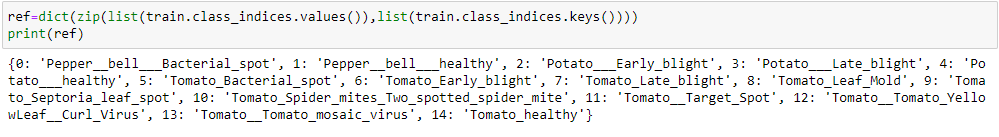 ref=dict(zip(list(train.class_indices.values()),list(train.class_indices.keys())))
print(ref)
{0: 'Pepper__bell___Bacterial_spot', 1: 'Pepper__bell___healthy', 2: 'Potato___Early_blight', 3: 'Potato___Late_blight', 4: 'Po
tato___healthy', 5: 'Tomato_Bacterial_spot', 6: 'Tomato_Early_blight', 7: 'Tomato_Late_blight', 8: 'Tomato_Leaf_Mold', 9: 'Toma
to_Septoria_leaf_spot', 10: 'Tomato_Spider_mites_Two_spotted_spider_mite', 11: 'Tomato__Target_Spot', 12: 'Tomato__Tomato_Yello
wLeaf__Curl_Virus', 13: 'Tomato__Tomato_mosaic_virus', 14: 'Tomato_healthy'}